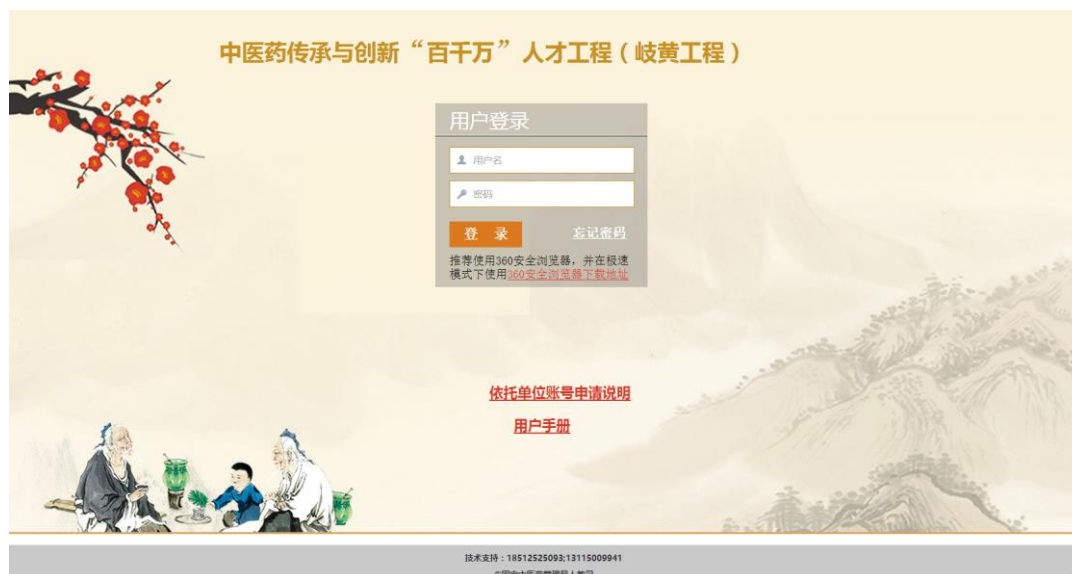 中医药传承与创新“百千万”人才工程（岐黄工程）
用户登录
用户名
密码
登 录
忘记密码
推荐使用360安全浏览器，并在极速
模式下使用360安全浏览器下载地址
依托单位账号申请说明
用户手册
技术支持：18512525093;13115009941